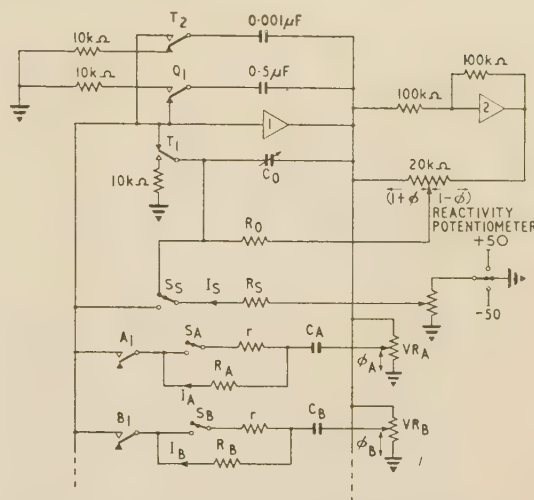 T2
0·001μF
10kΩ
10kΩ
Q1
0·5μF
100kΩ
100kΩ
1
2
T1
10kΩ
C0
20kΩ
(1+ϕ
1-ϕ)
REACTIVITY
POTENTIOMETER
+50
R0
SS
IS
RS
-50
A1
SA
r
CA
VRA
RA
ϕA
IA
B1
SB
r
CB
VRB
RB
ϕB
IB